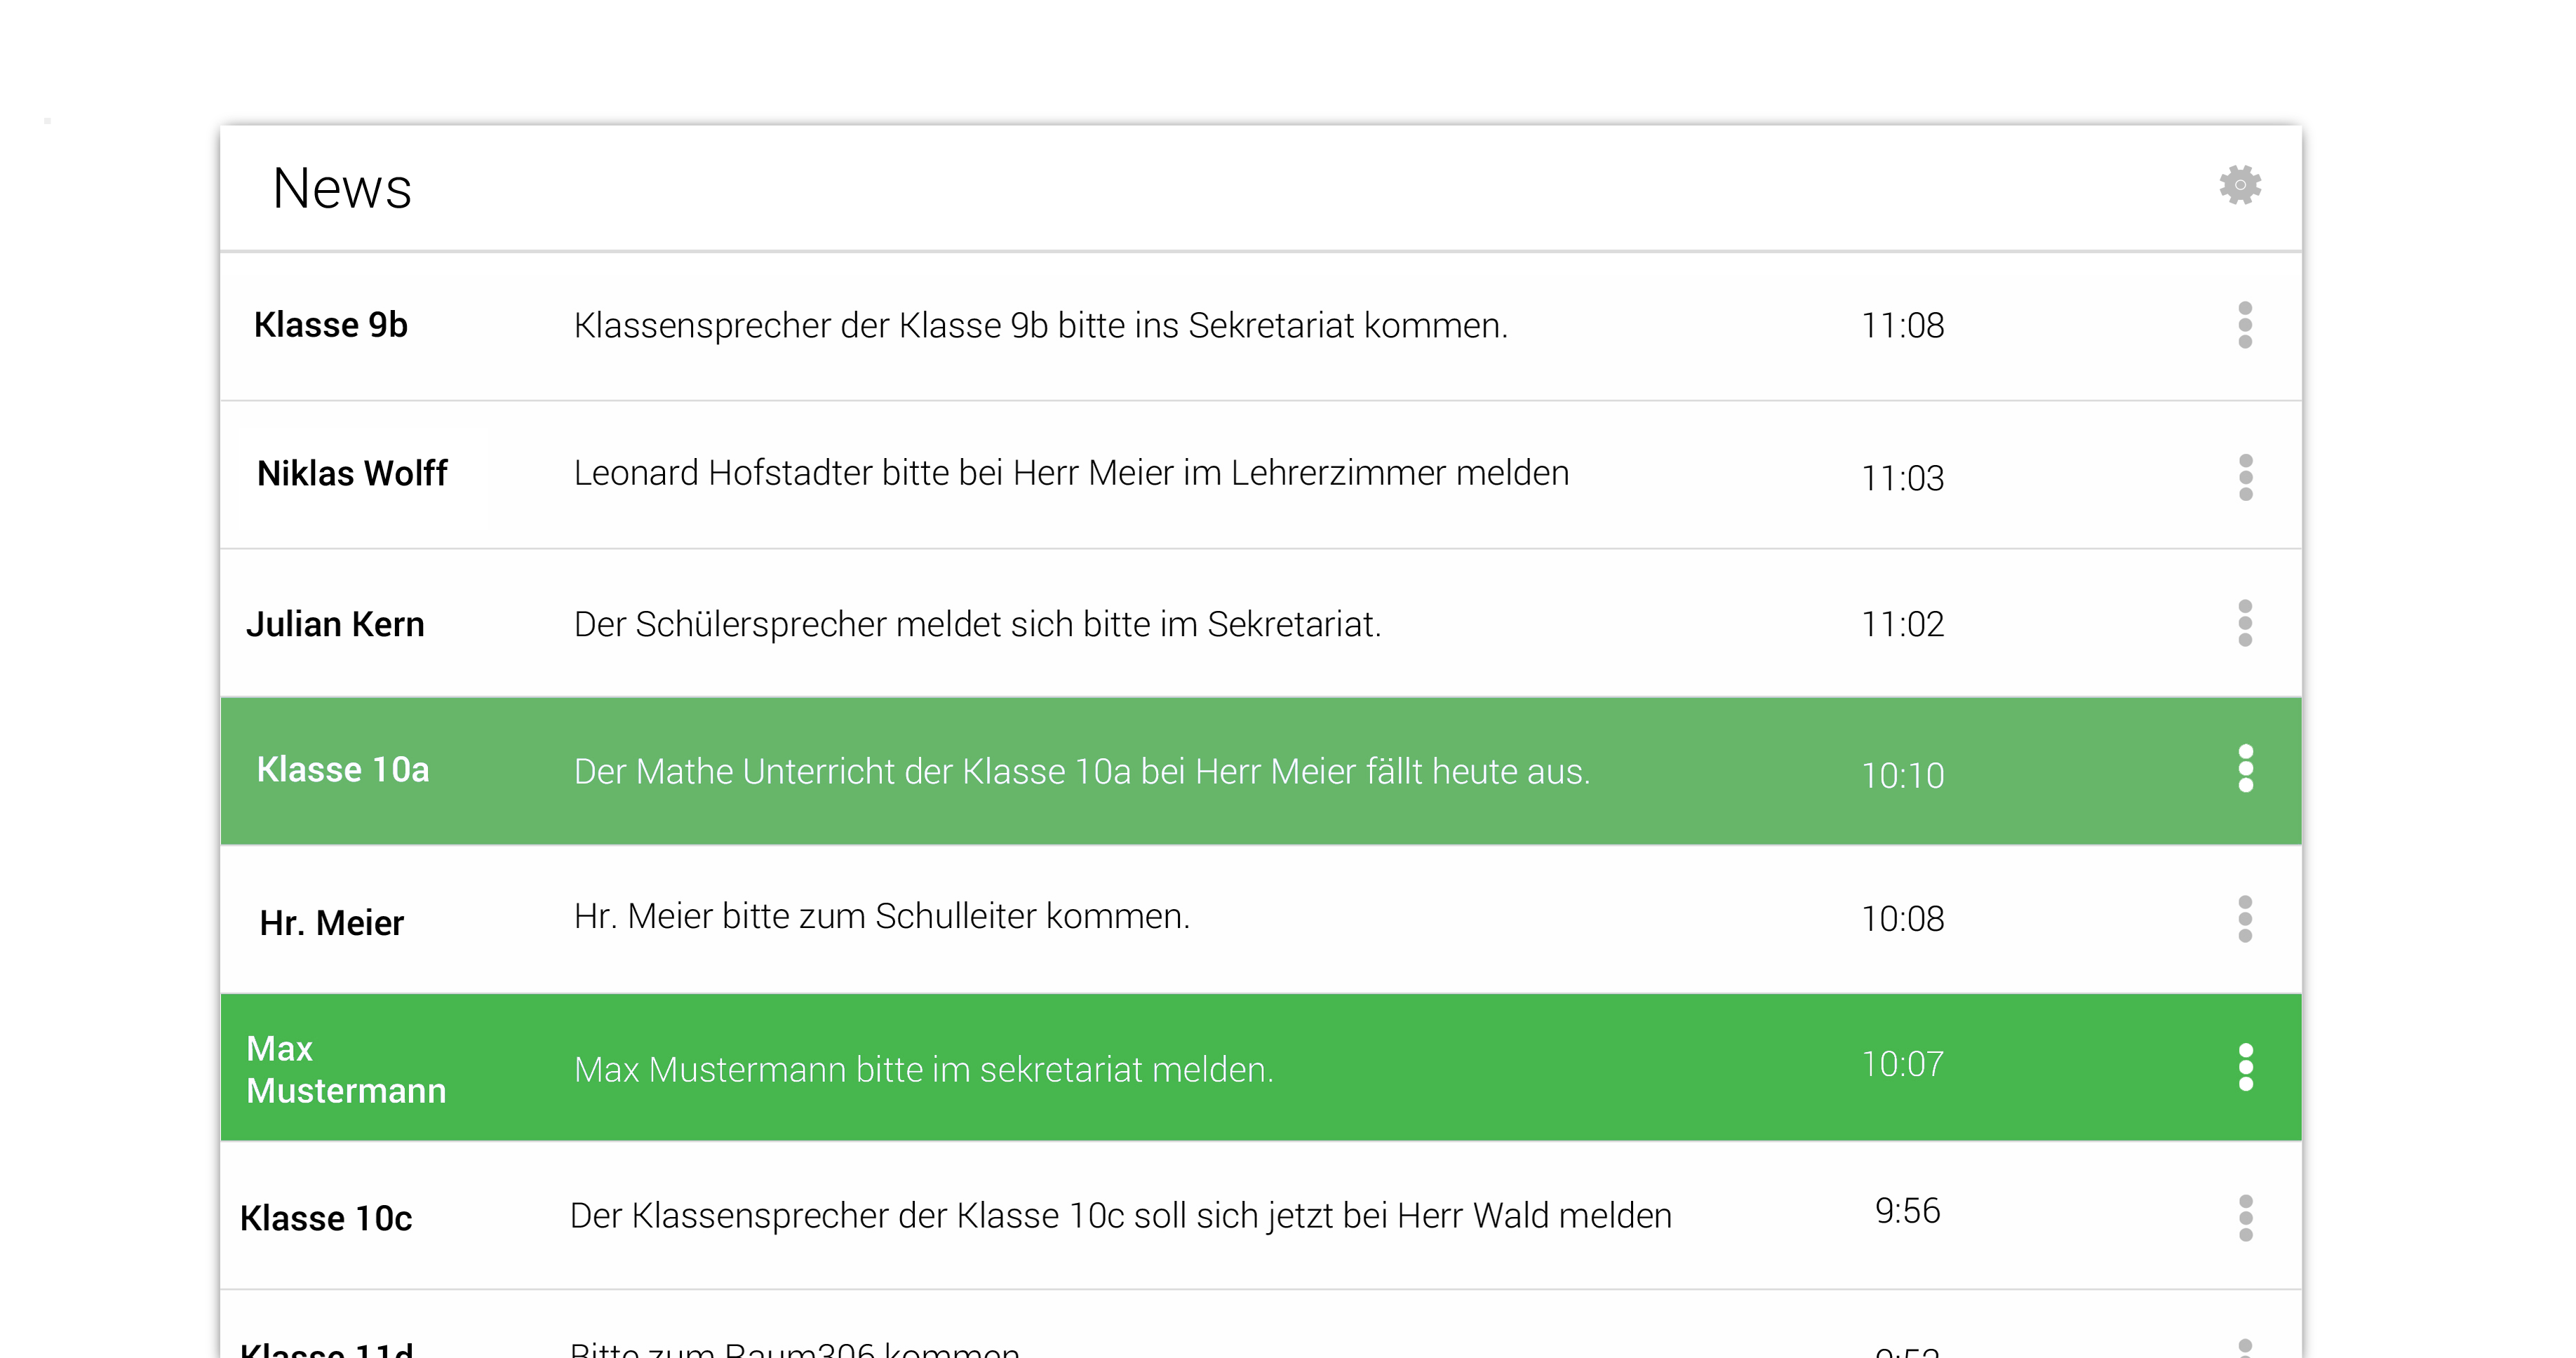 News
Klasse 9b Klassensprecher der Klasse 9b bitte ins Sekretariat kommen. 11:08
Niklas Wolff Leonard Hofstadter bitte bei Herr Meier im Lehrerzimmer melden 11:03
Julian Kern Der Schülersprecher meldet sich bitte im Sekretariat. 11:02
Klasse 10a Der Mathe Unterricht der Klasse 10a bei Herr Meier fällt heute aus. 10:10
Hr. Meier Hr. Meier bitte zum Schulleiter kommen. 10:08
Max
Mustermann Max Mustermann bitte im sekretariat melden. 10:07
Klasse 10c Der Klassensprecher der Klasse 10c soll sich jetzt bei Herr Wald melden 9:56
Klasse 11d Bitte zum Raum306 kommen